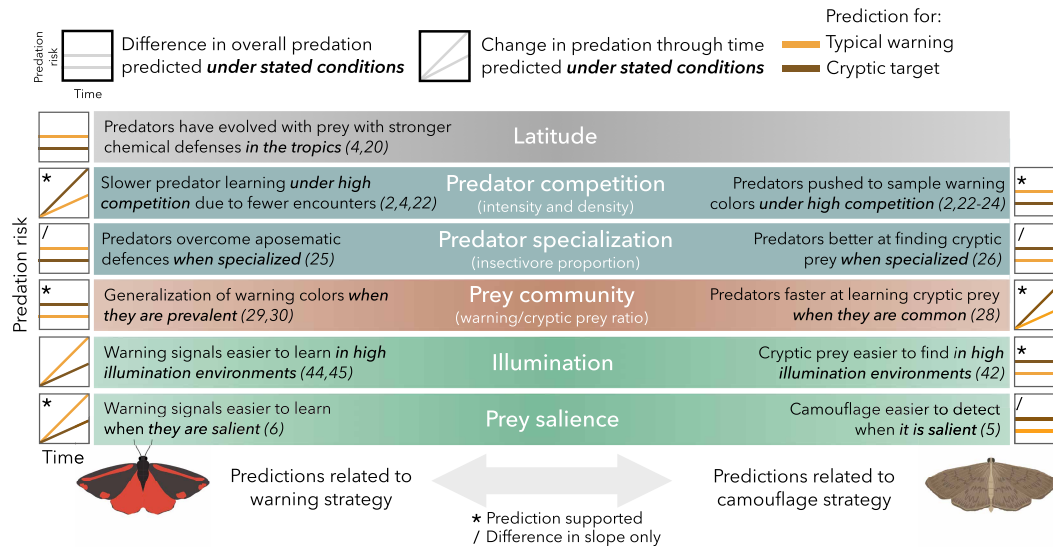 Prediction for:
Typical warning
Cryptic target
Predation
risk
Time
Difference in overall predation
predicted under stated conditions
Change in predation through time
predicted under stated conditions
Predation risk
Predators have evolved with prey with stronger
chemical defenses in the tropics (4,20)
Latitude
*
Slower predator learning under high
competition due to fewer encounters (2,4,22)
Predator competition
(intensity and density)
Predators pushed to sample warning
colors under high competition (2,22-24)
*
/
Predators overcome aposematic
defences when specialized (25)
Predator specialization
(insectivore proportion)
Predators better at finding cryptic
prey when specialized (26)
/
*
Generalization of warning colors when
they are prevalent (29,30)
Prey community
(warning/cryptic prey ratio)
Predators faster at learning cryptic prey
when they are common (28)
*
Warning signals easier to learn in high
illumination environments (44,45)
Illumination
Cryptic prey easier to find in high
illumination environments (42)
*
*
Warning signals easier to learn
when they are salient (6)
Prey salience
Camouflage easier to detect
when it is salient (5)
/
Time
Predictions related to
warning strategy
Predictions related to
camouflage strategy
* Prediction supported
/ Difference in slope only